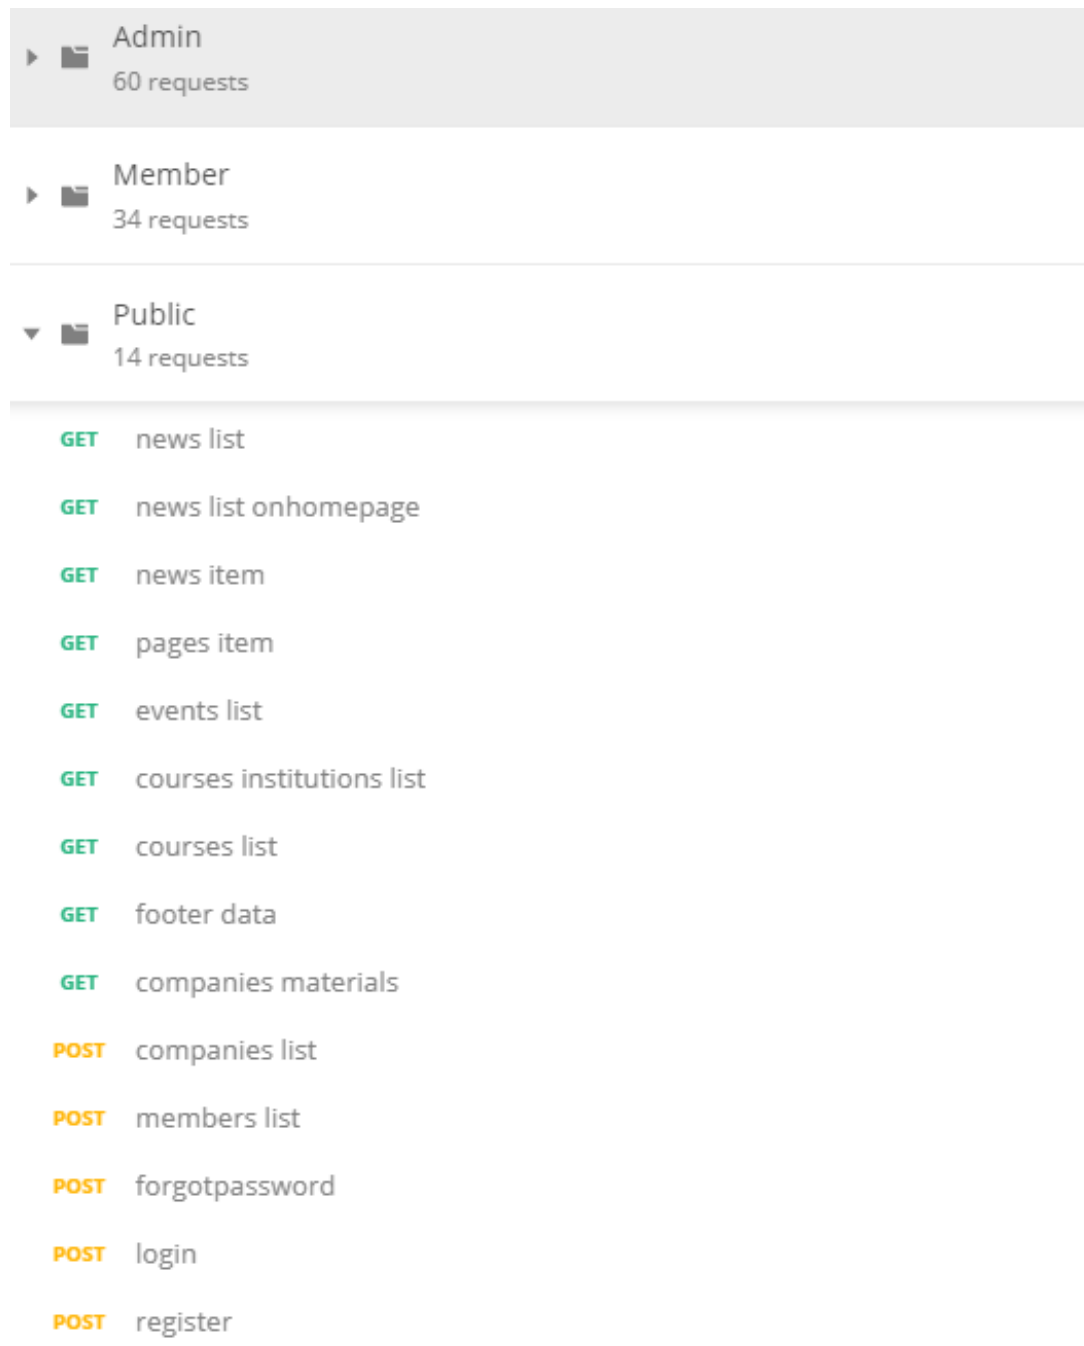 Admin
60 requests
Member
34 requests
Public
14 requests
GET news list
GET news list onhomepage
GET news item
GET pages item
GET events list
GET courses institutions list
GET courses list
GET footer data
GET companies materials
POST companies list
POST members list
POST forgotpassword
POST login
POST register